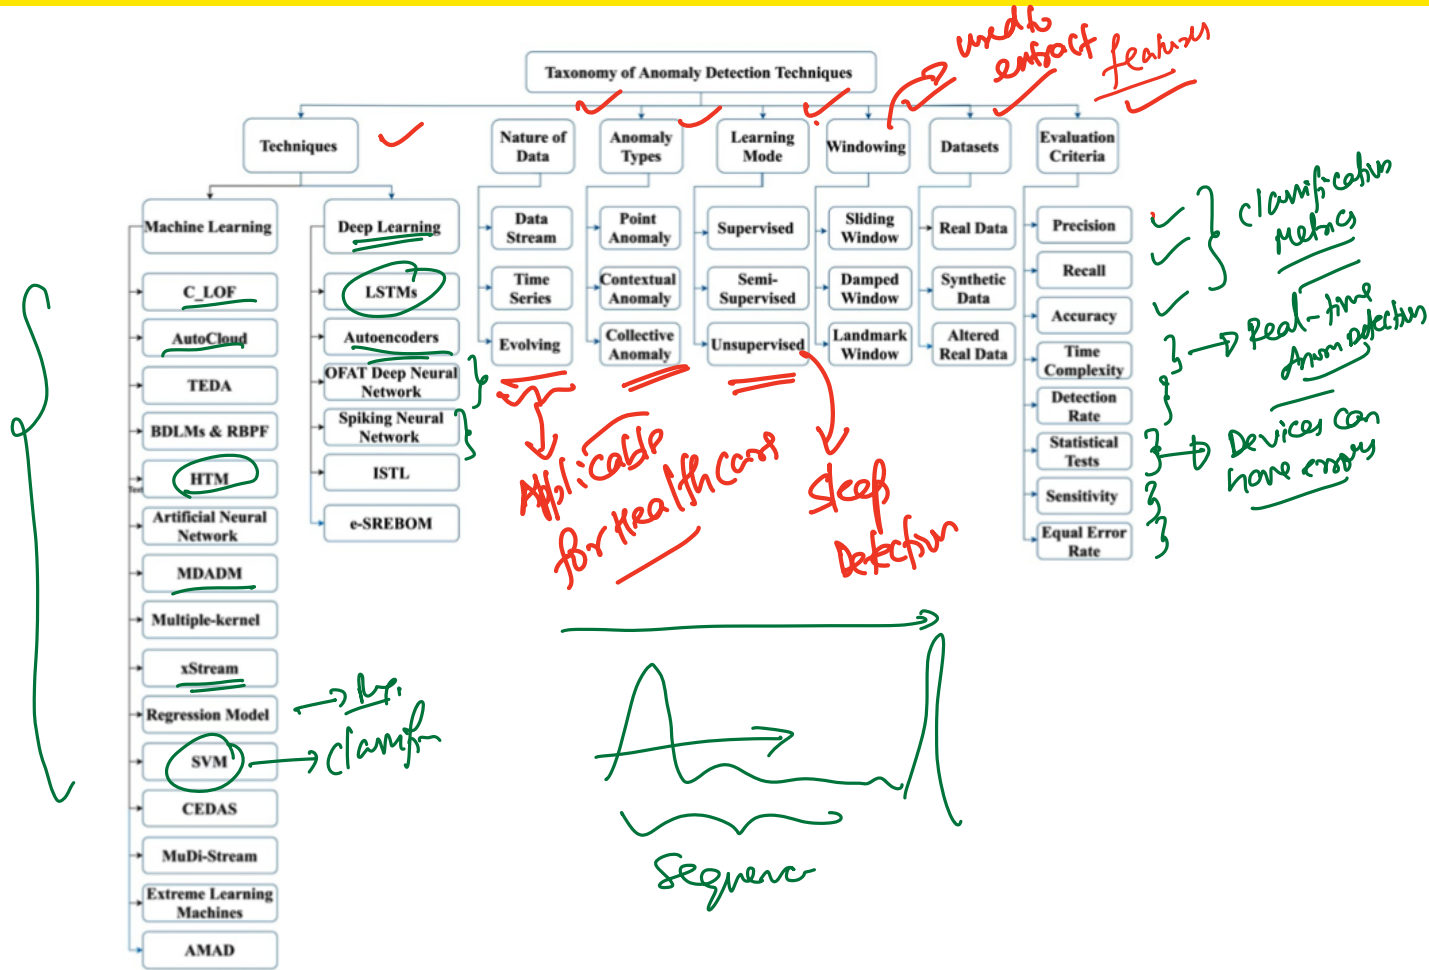 Taxonomy of Anomaly Detection Techniques
used to
extract
features
Techniques
Nature of
Data
Anomaly
Types
Learning
Mode
Windowing
Datasets
Evaluation
Criteria
Machine Learning
C_LOF
AutoCloud
TEDA
BDLMs & RBPF
HTM
Artificial Neural
Network
MDADM
Multiple-kernel
xStream
Regression Model
SVM
CEDAS
MuDi-Stream
Extreme Learning
Machines
AMAD
Deep Learning
LSTMs
Autoencoders
OFAT Deep Neural
Network
Spiking Neural
Network
ISTL
e-SREBOM
Data
Stream
Time
Series
Evolving
Point
Anomaly
Contextual
Anomaly
Collective
Anomaly
Supervised
Semi-
Supervised
Unsupervised
Sliding
Window
Damped
Window
Landmark
Window
Real Data
Synthetic
Data
Altered
Real Data
Precision
Recall
Accuracy
Time
Complexity
Detection
Rate
Statistical
Tests
Sensitivity
Equal Error
Rate
Classification
Metrics
Real-time
Detection
Devices can
have errors
Applicable
for HealthCare
Sleep
Detection
Sequence